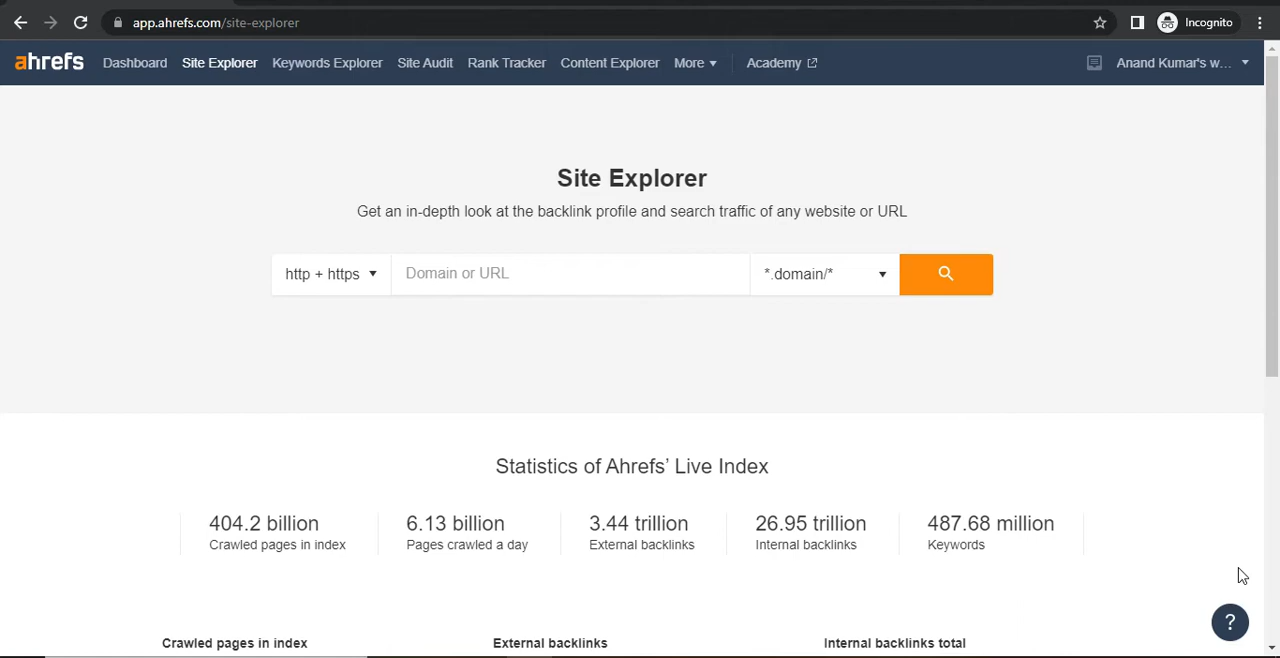 app.ahrefs.com/site-explorer
Incognito
ahrefs Dashboard Site Explorer Keywords Explorer Site Audit Rank Tracker Content Explorer More Academy Anand Kumar's w...
Site Explorer
Get an in-depth look at the backlink profile and search traffic of any website or URL
http + https Domain or URL *.domain/*
Statistics of Ahrefs’ Live Index
404.2 billion 6.13 billion 3.44 trillion 26.95 trillion 487.68 million
Crawled pages in index Pages crawled a day External backlinks Internal backlinks Keywords
?
Crawled pages in index External backlinks Internal backlinks total